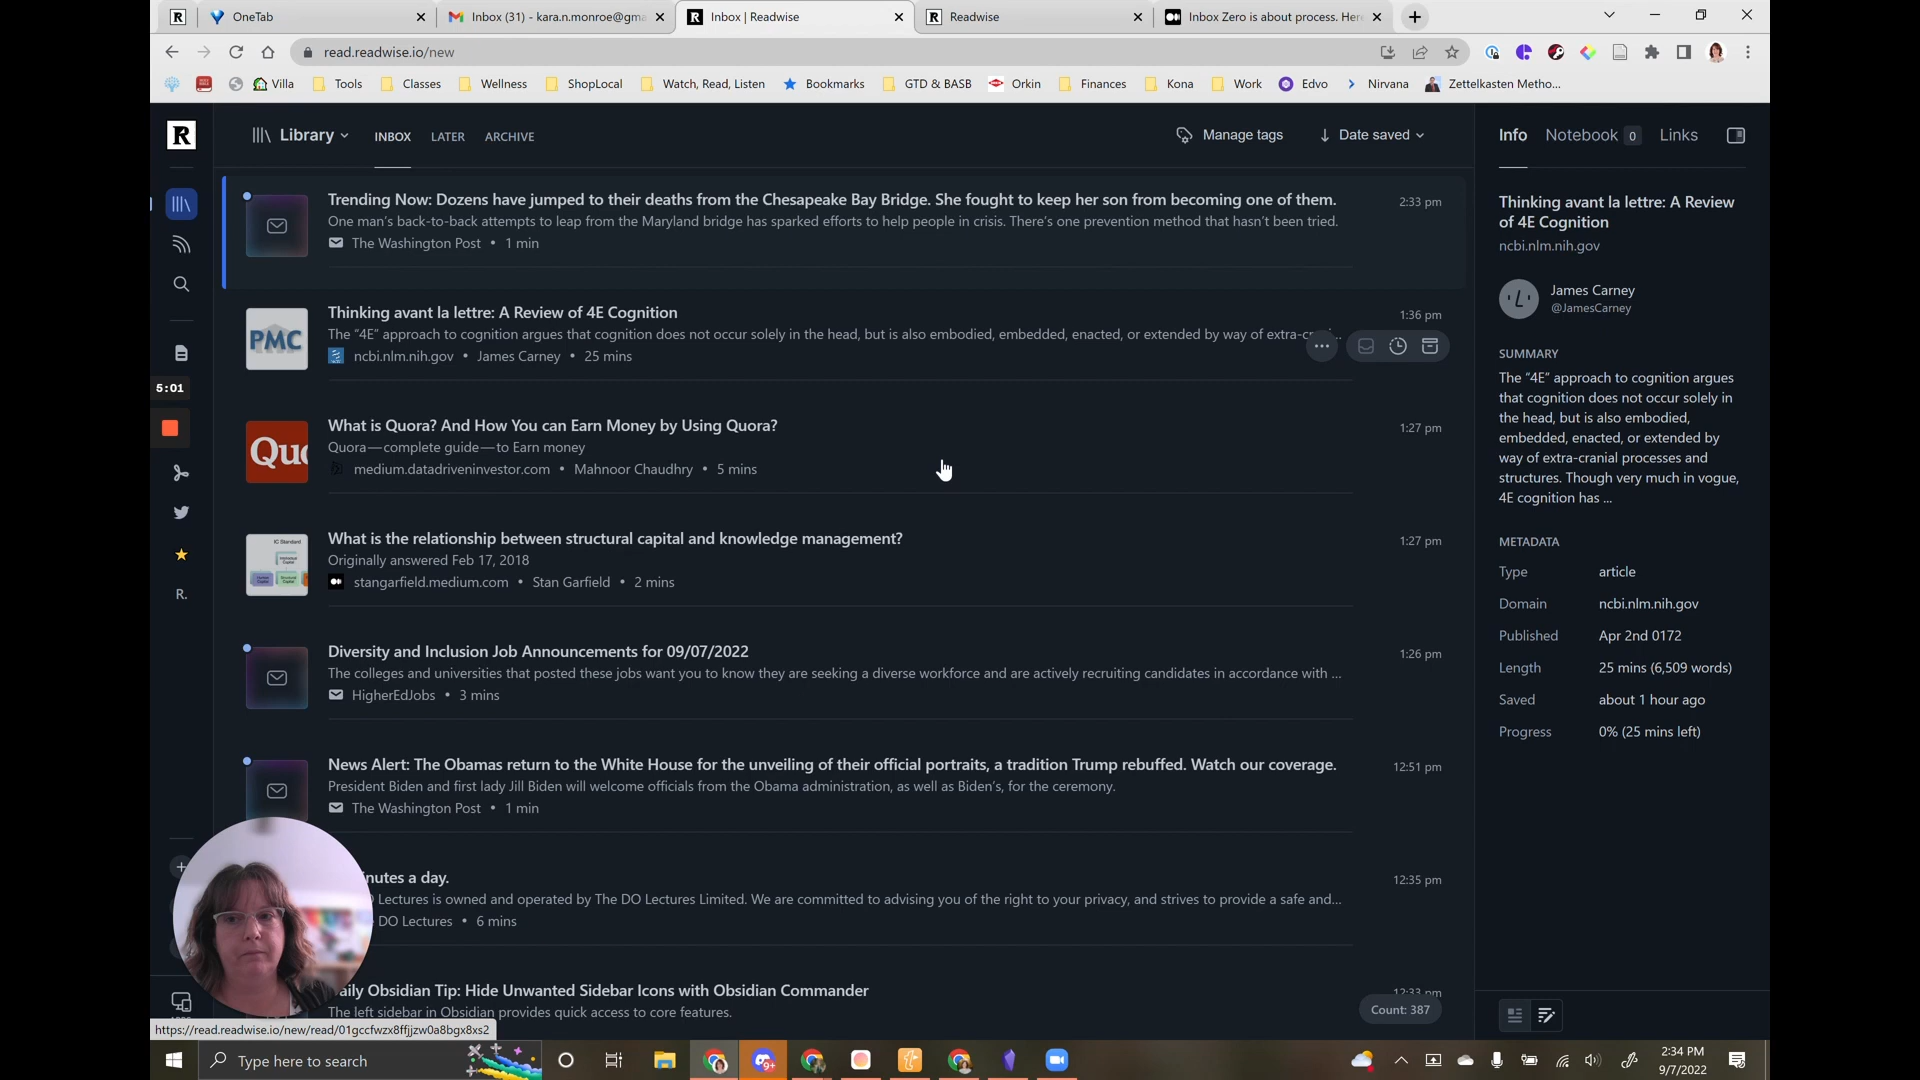 OneTab
Inbox (31) - kara.n.monroe@gma
Inbox | Readwise
Readwise
Inbox Zero is about process. Her
read.readwise.io/new
Villa
Tools
Classes
Wellness
ShopLocal
Watch, Read, Listen
Bookmarks
GTD & BASB
Orkin
Finances
Kona
Work
Edvo
Nirvana
Zettelkasten Metho...
R
Library
INBOX
LATER
ARCHIVE
Manage tags
Date saved
Info
Notebook 0
Links
Trending Now: Dozens have jumped to their deaths from the Chesapeake Bay Bridge. She fought to keep her son from becoming one of them.
2:33 pm
One man's back-to-back attempts to leap from the Maryland bridge has sparked efforts to help people in crisis. There's one prevention method that hasn't been tried.
The Washington Post • 1 min
PMC
Thinking avant la lettre: A Review of 4E Cognition
1:36 pm
The "4E" approach to cognition argues that cognition does not occur solely in the head, but is also embodied, embedded, enacted, or extended by way of extra-cr
ncbi.nlm.nih.gov • James Carney • 25 mins
5:01
Quo
What is Quora? And How You can Earn Money by Using Quora?
1:27 pm
Quora—complete guide—to Earn money
medium.datadriveninvestor.com • Mahnoor Chaudhry • 5 mins
What is the relationship between structural capital and knowledge management?
1:27 pm
Originally answered Feb 17, 2018
stangarfield.medium.com • Stan Garfield • 2 mins
R.
Diversity and Inclusion Job Announcements for 09/07/2022
1:26 pm
The colleges and universities that posted these jobs want you to know they are seeking a diverse workforce and are actively recruiting candidates in accordance with ...
HigherEdJobs • 3 mins
News Alert: The Obamas return to the White House for the unveiling of their official portraits, a tradition Trump rebuffed. Watch our coverage.
12:51 pm
President Biden and first lady Jill Biden will welcome officials from the Obama administration, as well as Biden's, for the ceremony.
The Washington Post • 1 min
nutes a day.
12:35 pm
Lectures is owned and operated by The DO Lectures Limited. We are committed to advising you of the right to your privacy, and strives to provide a safe and...
DO Lectures • 6 mins
aily Obsidian Tip: Hide Unwanted Sidebar Icons with Obsidian Commander
12:33 pm
The left sidebar in Obsidian provides quick access to core features.
Count: 387
https://read.readwise.io/new/read/01gccfwzx8ffjjzw0a8bgx8xs2
Thinking avant la lettre: A Review
of 4E Cognition
ncbi.nlm.nih.gov
James Carney
@JamesCarney
SUMMARY
The "4E" approach to cognition argues
that cognition does not occur solely in
the head, but is also embodied,
embedded, enacted, or extended by
way of extra-cranial processes and
structures. Though very much in vogue,
4E cognition has ...
METADATA
Type article
Domain ncbi.nlm.nih.gov
Published Apr 2nd 0172
Length 25 mins (6,509 words)
Saved about 1 hour ago
Progress 0% (25 mins left)
Type here to search
2:34 PM
9/7/2022